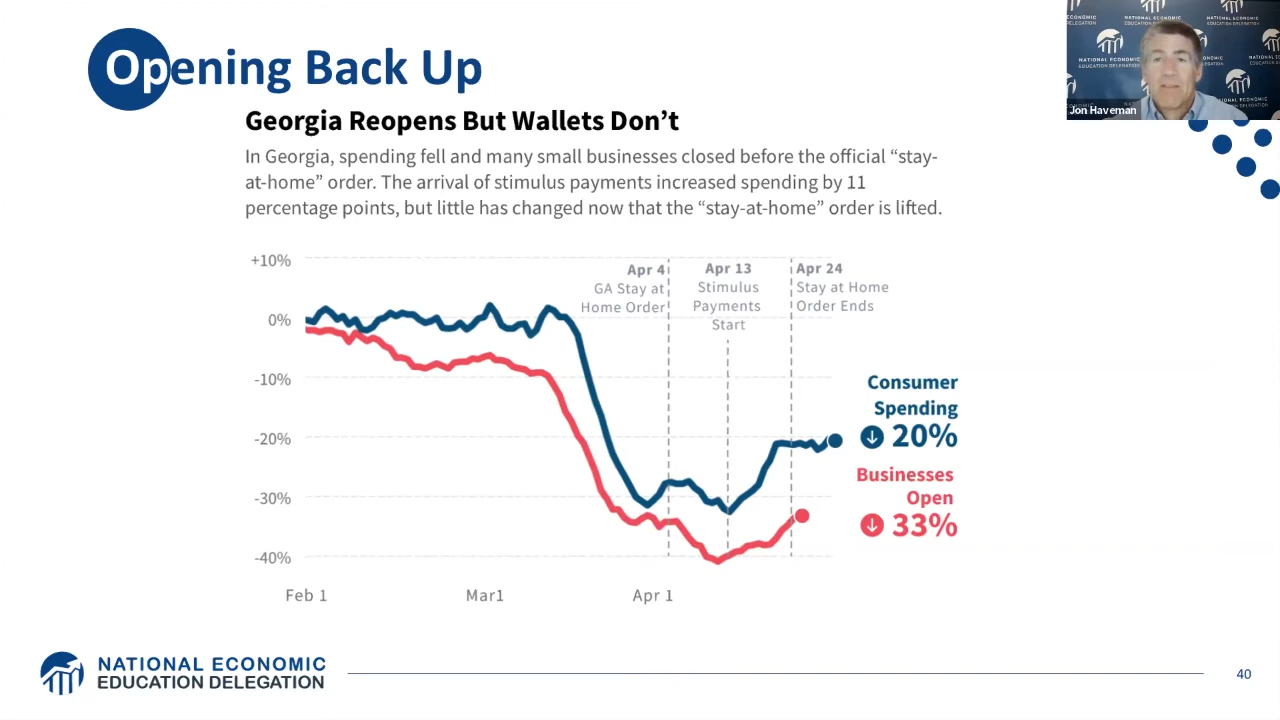 Opening Back Up
Georgia Reopens But Wallets Don’t
In Georgia, spending fell and many small businesses closed before the official “stay-
at-home” order. The arrival of stimulus payments increased spending by 11
percentage points, but little has changed now that the “stay-at-home” order is lifted.
+10%
0%
-10%
-20%
-30%
-40%
Apr 4
GA Stay at
Home Order
Apr 13
Stimulus
Payments
Start
Apr 24
Stay at Home
Order Ends
Consumer
Spending
20%
Businesses
Open
33%
Feb 1
Mar1
Apr 1
NATIONAL ECONOMIC
EDUCATION DELEGATION
40
NATIONAL ECONOMIC
EDUCATION DELEGATION
Jon Haveman